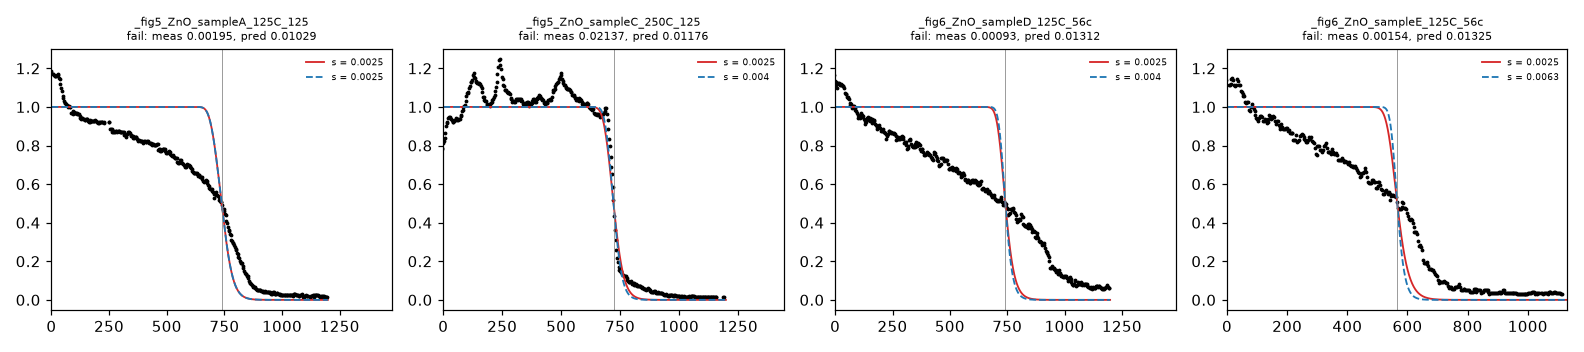 _fig5_ZnO_sampleA_125C_125
fail: meas 0.00195, pred 0.01029
s = 0.0025
s = 0.0025
1.2
1.0
0.8
0.6
0.4
0.2
0.0
0 250 500 750 1000 1250
_fig5_ZnO_sampleC_250C_125
fail: meas 0.02137, pred 0.01176
s = 0.0025
s = 0.004
1.2
1.0
0.8
0.6
0.4
0.2
0.0
0 250 500 750 1000 1250
_fig6_ZnO_sampleD_125C_56c
fail: meas 0.00093, pred 0.01312
s = 0.0025
s = 0.004
1.2
1.0
0.8
0.6
0.4
0.2
0.0
0 250 500 750 1000 1250
_fig6_ZnO_sampleE_125C_56c
fail: meas 0.00154, pred 0.01325
s = 0.0025
s = 0.0063
1.2
1.0
0.8
0.6
0.4
0.2
0.0
0 200 400 600 800 1000